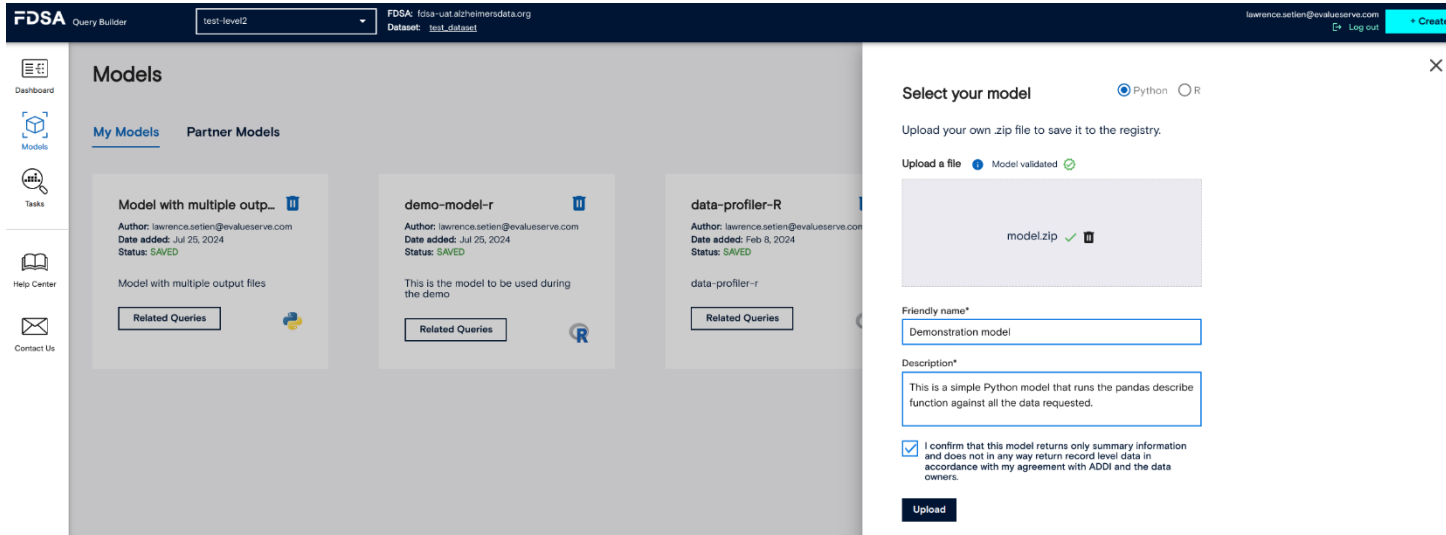 FDSA Query Builder
test-level2
FDSA: fdsa-uat.alzheimersdata.org
Dataset: test_dataset
lawrence.setien@evalueserve.com
Log out
+ Create
Dashboard
Models
Tasks
Help Center
Contact Us
Models
My Models Partner Models
Model with multiple outp...
Author: lawrence.setien@evalueserve.com
Date added: Jul 25, 2024
Status: SAVED
Model with multiple output files
Related Queries
demo-model-r
Author: lawrence.setien@evalueserve.com
Date added: Jul 25, 2024
Status: SAVED
This is the model to be used during
the demo
Related Queries
R
data-profiler-R
Author: lawrence.setien@evalueserve.com
Date added: Feb 8, 2024
Status: SAVED
data-profiler-r
Related Queries
Select your model
Python R
Upload your own .zip file to save it to the registry.
Upload a file Model validated
model.zip
Friendly name*
Demonstration model
Description*
This is a simple Python model that runs the pandas describe
function against all the data requested.
I confirm that this model returns only summary information
and does not in any way return record level data in
accordance with my agreement with ADDI and the data
owners.
Upload